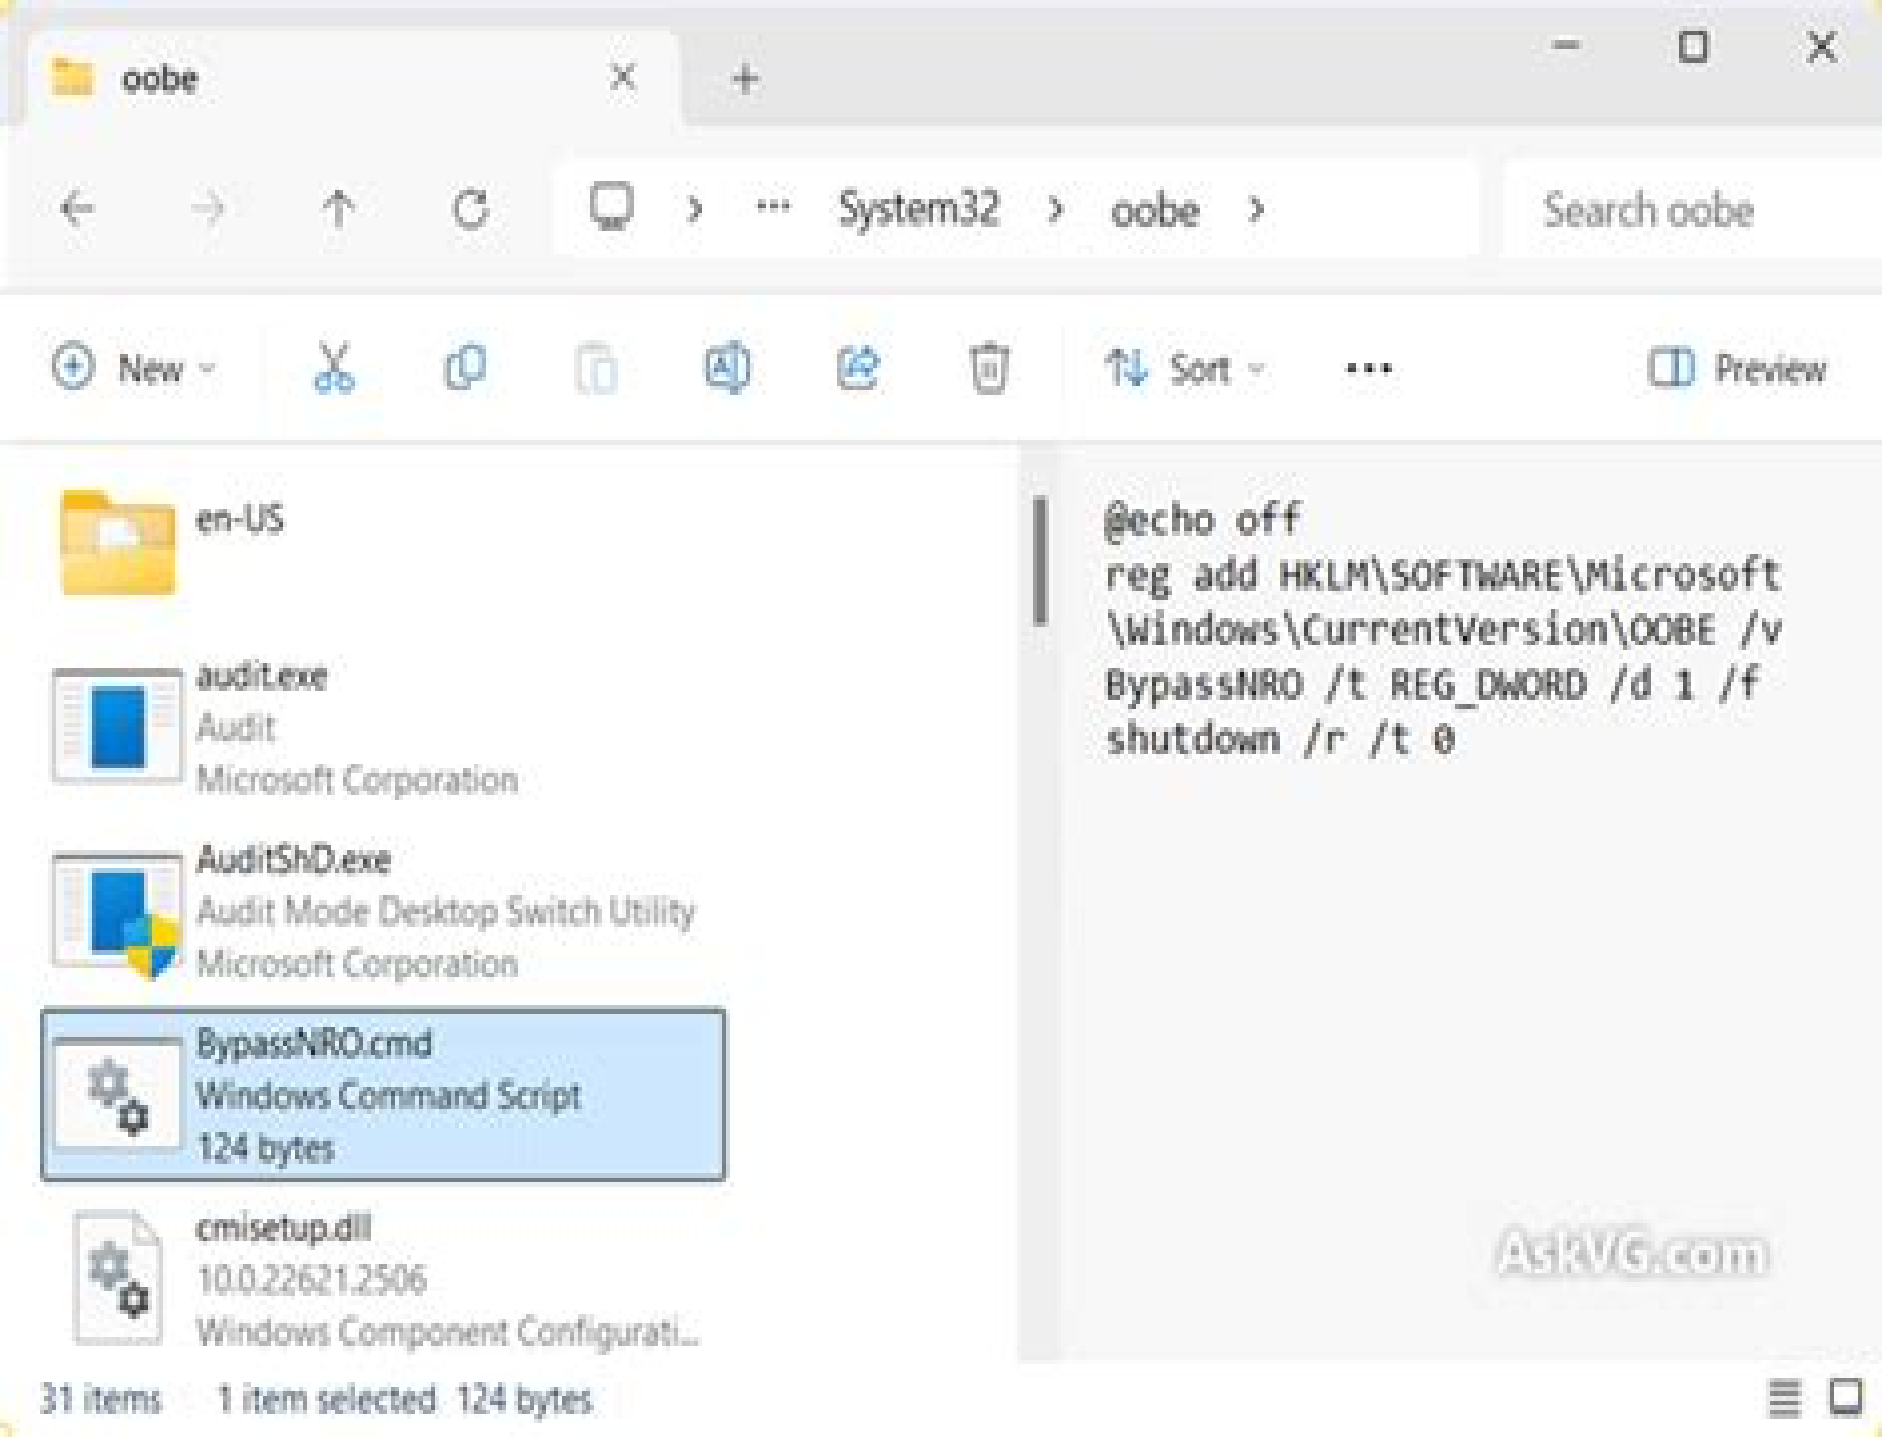 oobe
System32 oobe
Search oobe
New
Sort
Preview
en-US
audit.exe
Audit
Microsoft Corporation
AuditShD.exe
Audit Mode Desktop Switch Utility
Microsoft Corporation
BypassNRO.cmd
Windows Command Script
124 bytes
cmisetup.dll
10.0.22621.2506
Windows Component Configurati...
@echo off
reg add HKLM\SOFTWARE\Microsoft
\Windows\CurrentVersion\OOBE /v
BypassNRO /t REG_DWORD /d 1 /f
shutdown /r /t 0
AskVG.com
31 items 1 item selected 124 bytes